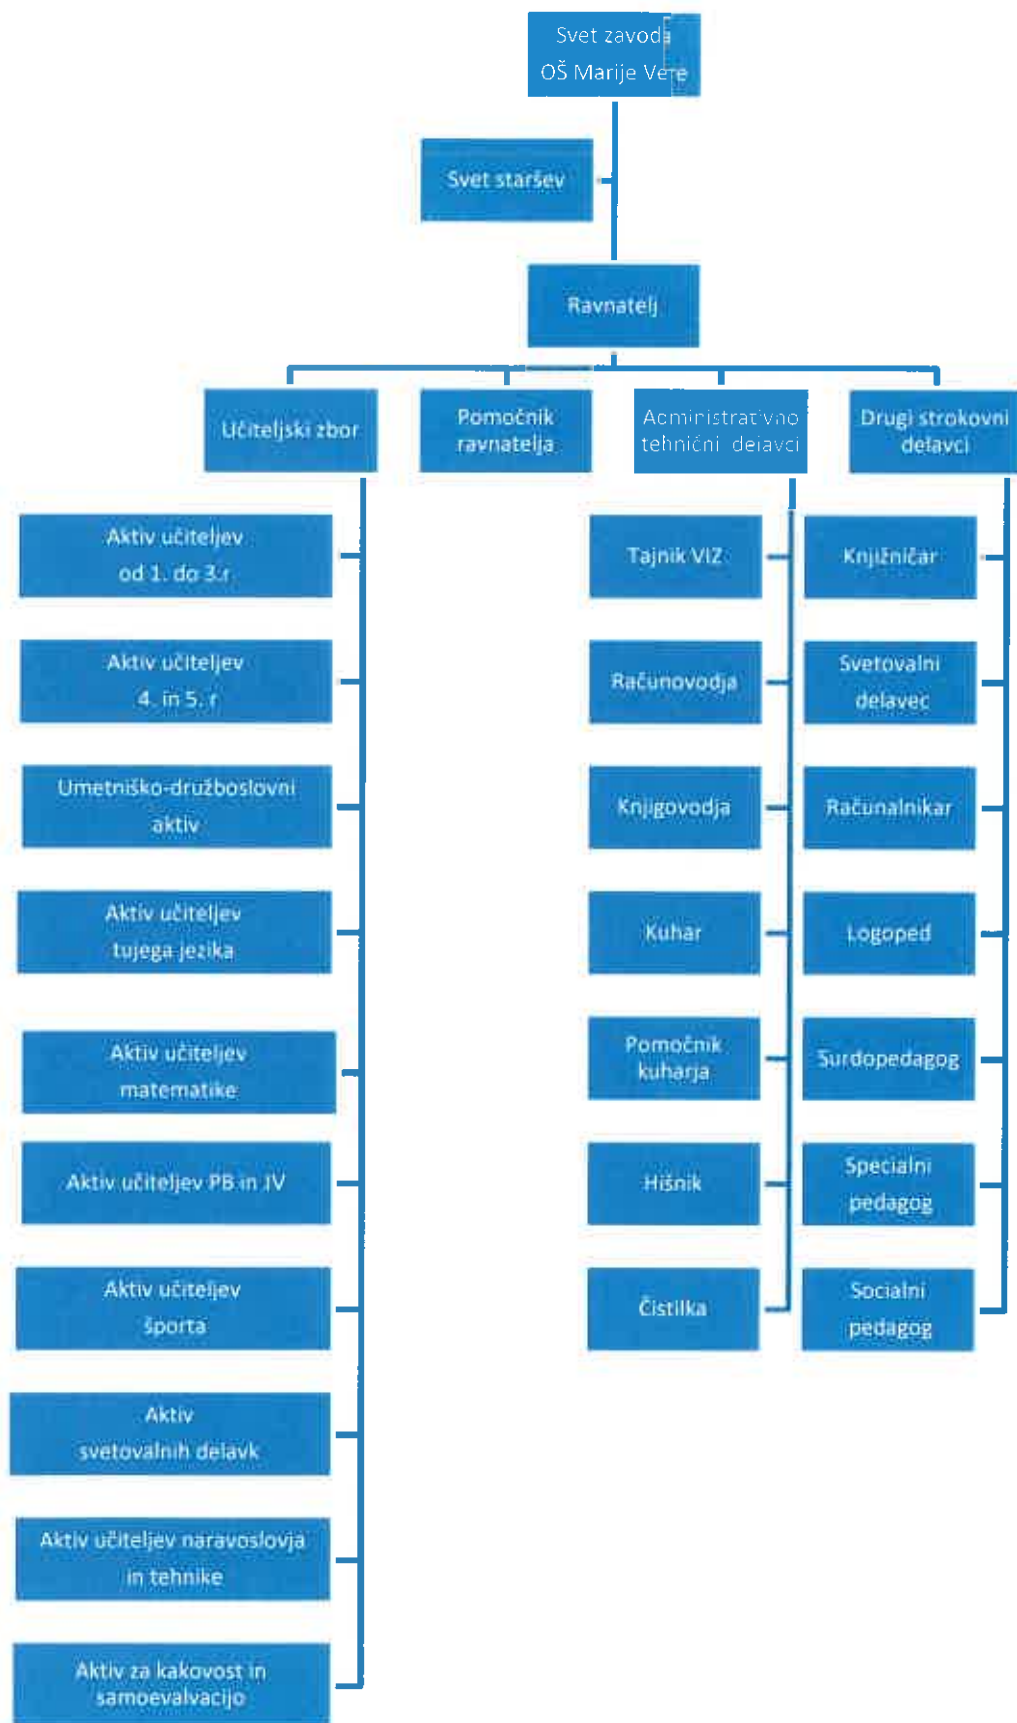 Svet zavoda
OŠ Marije Vere
Svet staršev
Ravnatelj
Učiteljski zbor
Pomočnik
ravnatelja
Administrativno
tehnični delavci
Drugi strokovni
delavci
Aktiv učiteljev
od 1. do 3.r
Aktiv učiteljev
4. in 5. r
Umetniško-družboslovni
aktiv
Aktiv učiteljev
tujega jezika
Aktiv učiteljev
matematike
Aktiv učiteljev PB in JV
Aktiv učiteljev
športa
Aktiv
svetovalnih delavk
Aktiv učiteljev naravoslovja
in tehnike
Aktiv za kakovost in
samoevalvacijo
Tajnik VIZ
Računovodja
Knjigovodja
Kuhar
Pomočnik
kuharja
Hišnik
Čistilka
Knjižničar
Svetovalni
delavec
Računalnikar
Logoped
Surdopedagog
Specialni
pedagog
Socialni
pedagog